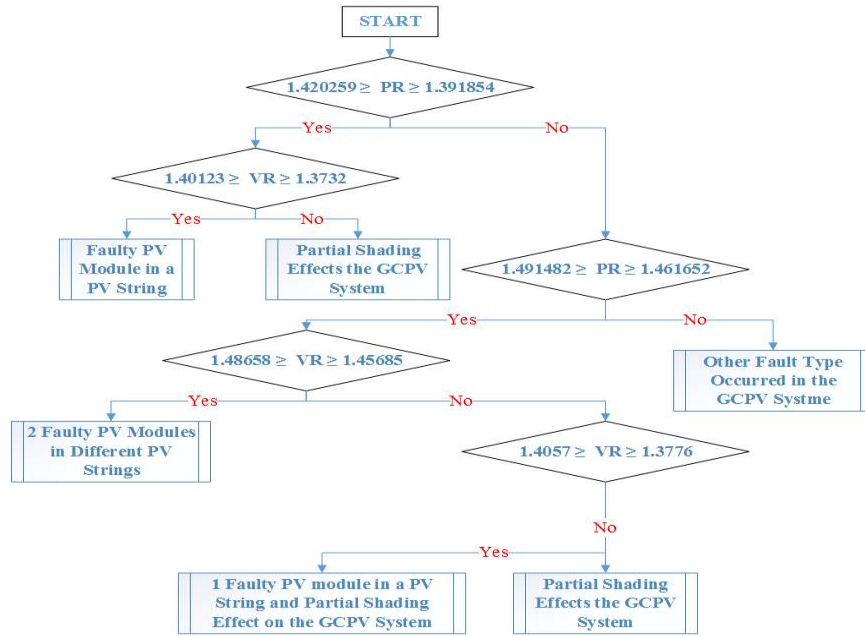 START
1.420259 ≥ PR ≥ 1.391854
Yes
No
1.40123 ≥ VR ≥ 1.3732
Yes
No
Faulty PV
Module in a
PV String
Partial Shading
Effects the GCPV
System
1.491482 ≥ PR ≥ 1.461652
Yes
No
1.48658 ≥ VR ≥ 1.45685
Other Fault Type
Occurred in the
GCPV Systme
Yes
No
2 Faulty PV Modules
in Different PV
Strings
1.4057 ≥ VR ≥ 1.3776
No
Yes
1 Faulty PV module in a PV
String and Partial Shading
Effect on the GCPV System
Partial Shading
Effects the GCPV
System